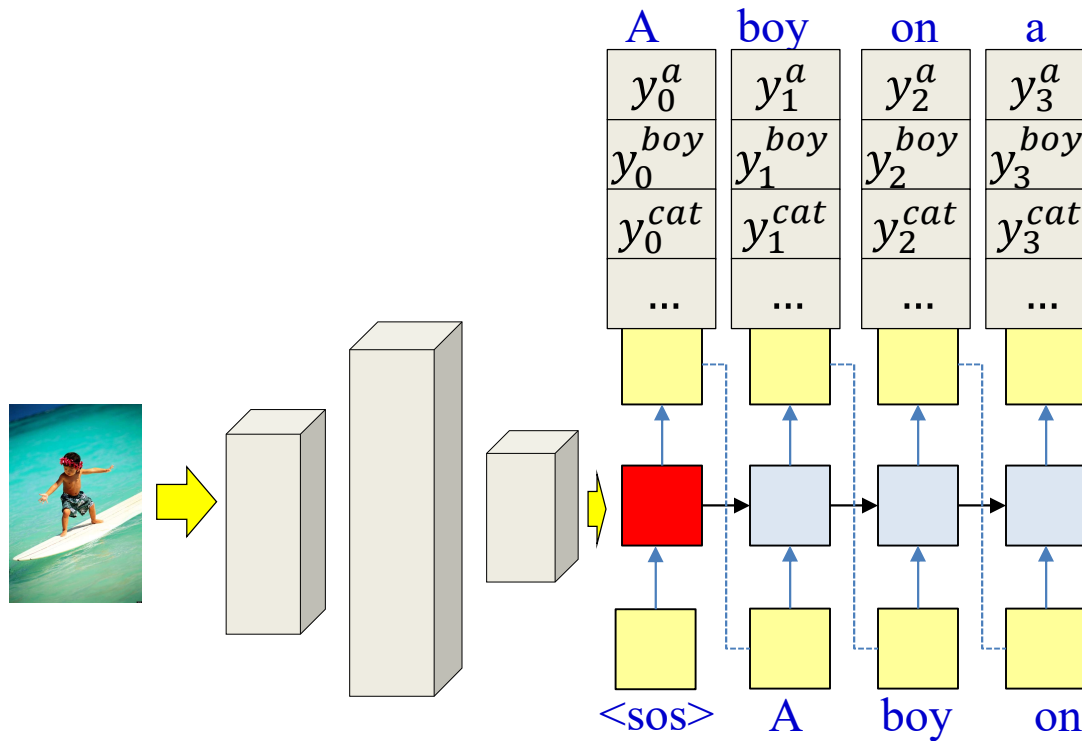 A boy on a
y_0^a y_1^a y_2^a y_3^a
y_0^boy y_1^boy y_2^boy y_3^boy
y_0^cat y_1^cat y_2^cat y_3^cat
... ... ... ...
<sos> A boy on